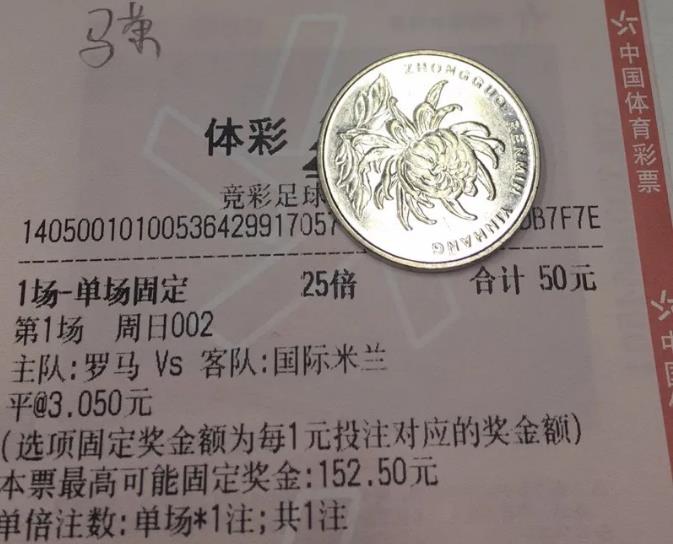 中国体育彩票
体彩
竞彩足球
14050010100536429917057 0B7F7E
ZHONGGUO RENMIN YINHANG
1场-单场固定 25倍 合计 50元
第1场 周日002
主队:罗马 Vs 客队:国际米兰
平@3.050元
(选项固定奖金额为每1元投注对应的奖金额)
本票最高可能固定奖金:152.50元
单倍注数:单场*1注;共1注